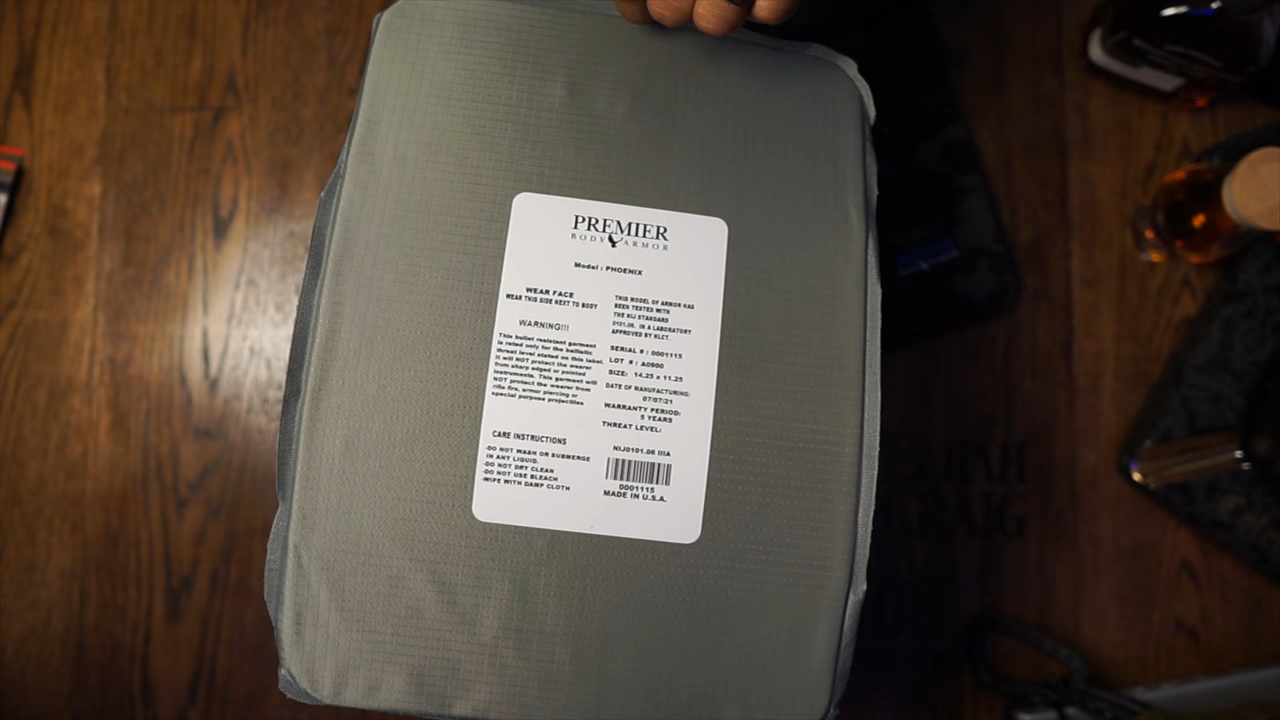 PREMIER
BODY ARMOR
Model : PHOENIX
WEAR FACE
WEAR THIS SIDE NEXT TO BODY
WARNING!!!
This bullet resistant garment
is rated only for the ballistic
threat level stated on this label.
It will NOT protect the wearer
from sharp edged or pointed
instruments. This garment will
NOT protect the wearer from
rifle fire, armor piercing or
special purpose projectiles
CARE INSTRUCTIONS
-DO NOT WASH OR SUBMERGE
IN ANY LIQUID.
-DO NOT DRY CLEAN
-DO NOT USE BLEACH
-WIPE WITH DAMP CLOTH
THIS MODEL OF ARMOR HAS
BEEN TESTED WITH
THE NIJ STANDARD
0101.06. IN A LABORATORY
APPROVED BY NLCT.
SERIAL # : 0001115
LOT # : A0900
SIZE: 14.25 x 11.25
DATE OF MANUFACTURING:
07/07/21
WARRANTY PERIOD:
5 YEARS
THREAT LEVEL:
NIJ0101.06 IIIA
0001115
MADE IN U.S.A.